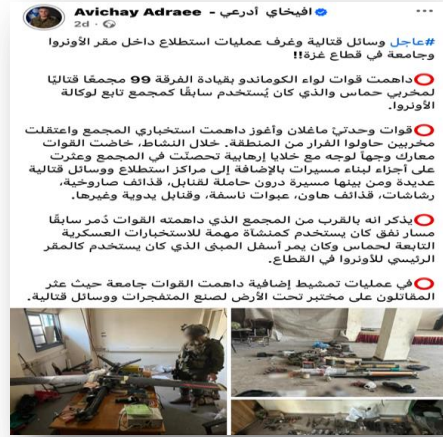 Avichay Adraee - افيخاي أدرعي
2d ·
#عاجل وسائل قتالية وغرف عمليات استطلاع داخل مقر الأونروا
وجامعة في قطاع غزة!!
⭕داهمت قوات لواء الكوماندو بقيادة الفرقة 99 مجمعًا قتاليًا
لمخربي حماس والذي كان يُستخدم سابقًا كمجمع تابع لوكالة
الأونروا.
⭕قوات وحدتيْ ماغلان وأغوز داهمت استخباري المجمع واعتقلت
مخربين حاولوا الفرار من المنطقة. خلال النشاط، خاضت القوات
معارك وجهاً لوجه مع خلايا إرهابية تحصنّت في المجمع وعثرت
على أجزاء لبناء مسيرات بالإضافة إلى مراكز استطلاع ووسائل قتالية
عديدة ومن بينها مسيرة درون حاملة لقنابل، قذائف صاروخية،
رشاشات، قذائف هاون، عبوات ناسفة، وقنابل يدوية وغيرها.
⭕يذكر انه بالقرب من المجمع الذي داهمته القوات دُمر سابقًا
مسار نفق كان يستخدم كمنشأة مهمة للاستخبارات العسكرية
التابعة لحماس وكان يمر أسفل المبنى الذي كان يستخدم كالمقر
الرئيسي للأونروا في القطاع.
⭕في عمليات تمشيط إضافية داهمت القوات جامعة حيث عثر
المقاتلون على مختبر تحت الأرض لصنع المتفجرات ووسائل قتالية.